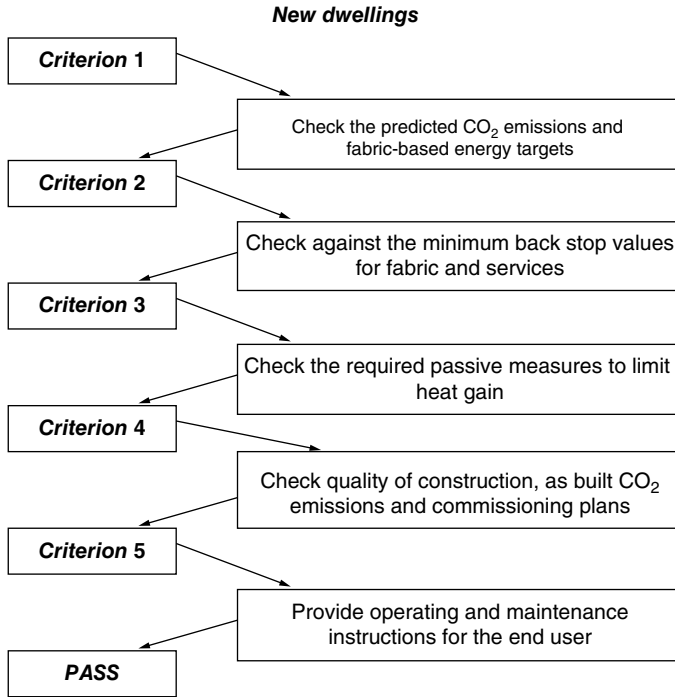 New dwellings
Criterion 1
Check the predicted CO₂ emissions and
fabric-based energy targets
Criterion 2
Check against the minimum back stop values
for fabric and services
Criterion 3
Check the required passive measures to limit
heat gain
Criterion 4
Check quality of construction, as built CO₂
emissions and commissioning plans
Criterion 5
Provide operating and maintenance
instructions for the end user
PASS